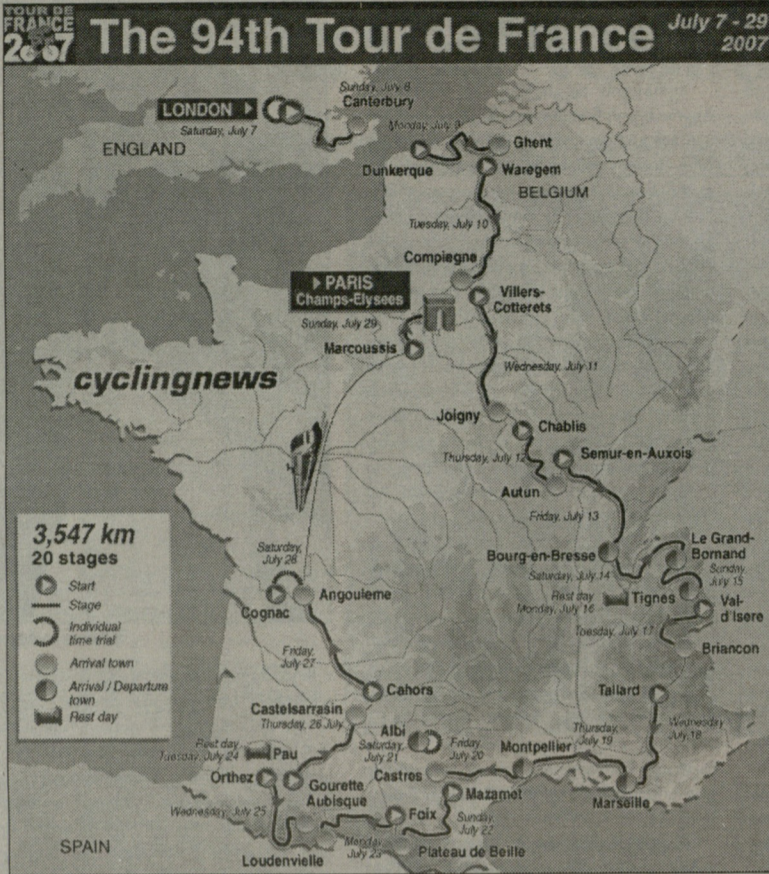 TOUR DE
FRANCE
2007
The 94th Tour de France
July 7 - 29
2007
Sunday, July 8
LONDON
Canterbury
Saturday, July 7
Monday, July 9
ENGLAND
Ghent
Dunkerque
Waregem
BELGIUM
Tuesday, July 10
Compiegne
PARIS
Champs-Elysees
Villers-
Cotterets
Sunday, July 29
Marcoussis
Wednesday, July 11
cyclingnews
Joigny
Chablis
Thursday, July 12
Semur-en-Auxois
Autun
Friday, July 13
3,547 km
20 stages
Start
Stage
Individual
time trial
Arrival town
Arrival / Departure
town
Rest day
Le Grand-
Bornand
Bourg-en-Bresse
Sunday,
July 15
Saturday, July 14
Rest day
Monday, July 16
Tignes
Val-
d'Isere
Tuesday, July 17
Briancon
Saturday,
July 28
Angouleme
Cognac
Friday,
July 27
Cahors
Tallard
Castelsarrasin
Thursday, 26 July
Wednesday
July 18
Albi
Saturday,
July 21
Friday,
July 20
Thursday,
July 19
Montpellier
Rest day
Tuesday, July 24
Pau
Castres
Orthez
Gourette
Aubisque
Mazamet
Marseille
Wednesday, July 25
Foix
Sunday,
July 22
SPAIN
Loudenvielle
Monday,
July 23
Plateau de Beille